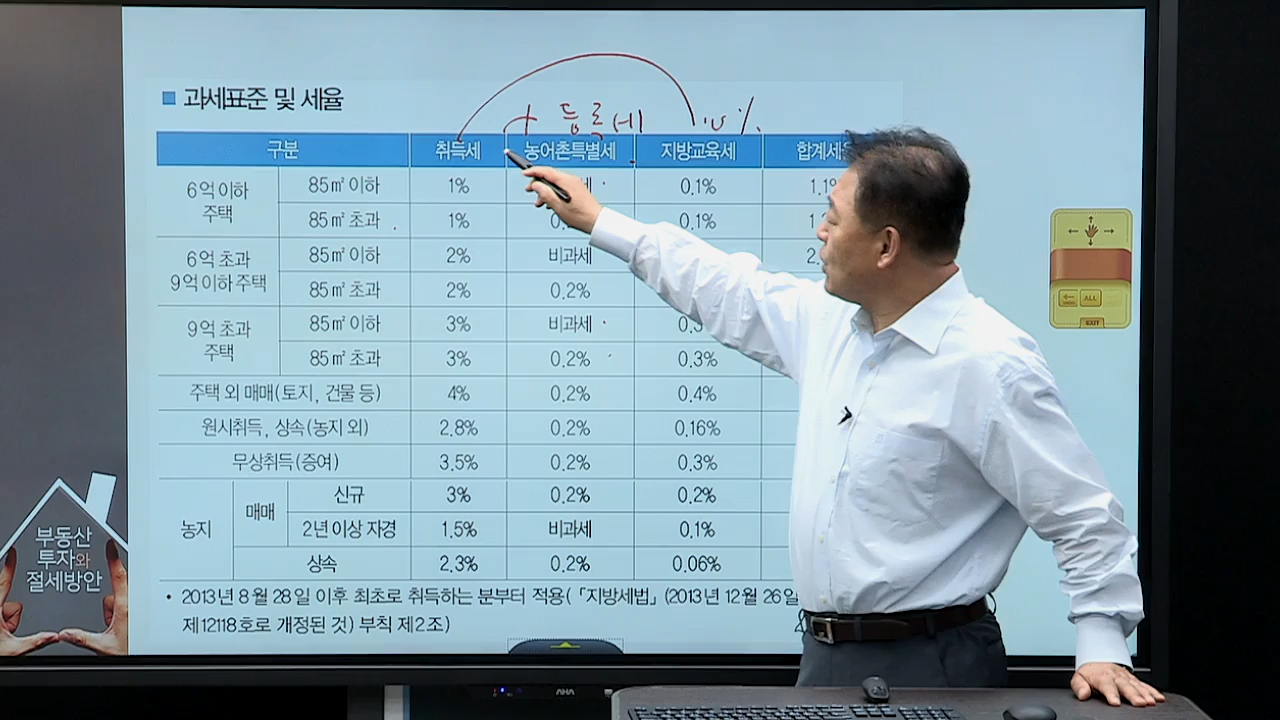 과세표준 및 세율
+ 등록세 %
구분 취득세 농어촌특별세 지방교육세 합계세
6억 이하 주택 85㎡ 이하 1% 0.1% 1.1%
85㎡ 초과 1% 0.1%
6억 초과 9억 이하 주택 85㎡ 이하 2% 비과세
85㎡ 초과 2% 0.2%
9억 초과 주택 85㎡ 이하 3% 비과세
85㎡ 초과 3% 0.2% 0.3%
주택 외 매매(토지, 건물 등) 4% 0.2% 0.4%
원시취득, 상속(농지 외) 2.8% 0.2% 0.16%
무상취득(증여) 3.5% 0.2% 0.3%
농지 매매 신규 3% 0.2% 0.2%
2년 이상 자경 1.5% 비과세 0.1%
상속 2.3% 0.2% 0.06%
• 2013년 8월 28일 이후 최초로 취득하는 분부터 적용(「지방세법」(2013년 12월 26일
제12118호로 개정된 것) 부칙 제2조)
부동산
투자와
절세방안
ALL
EXIT
AHA